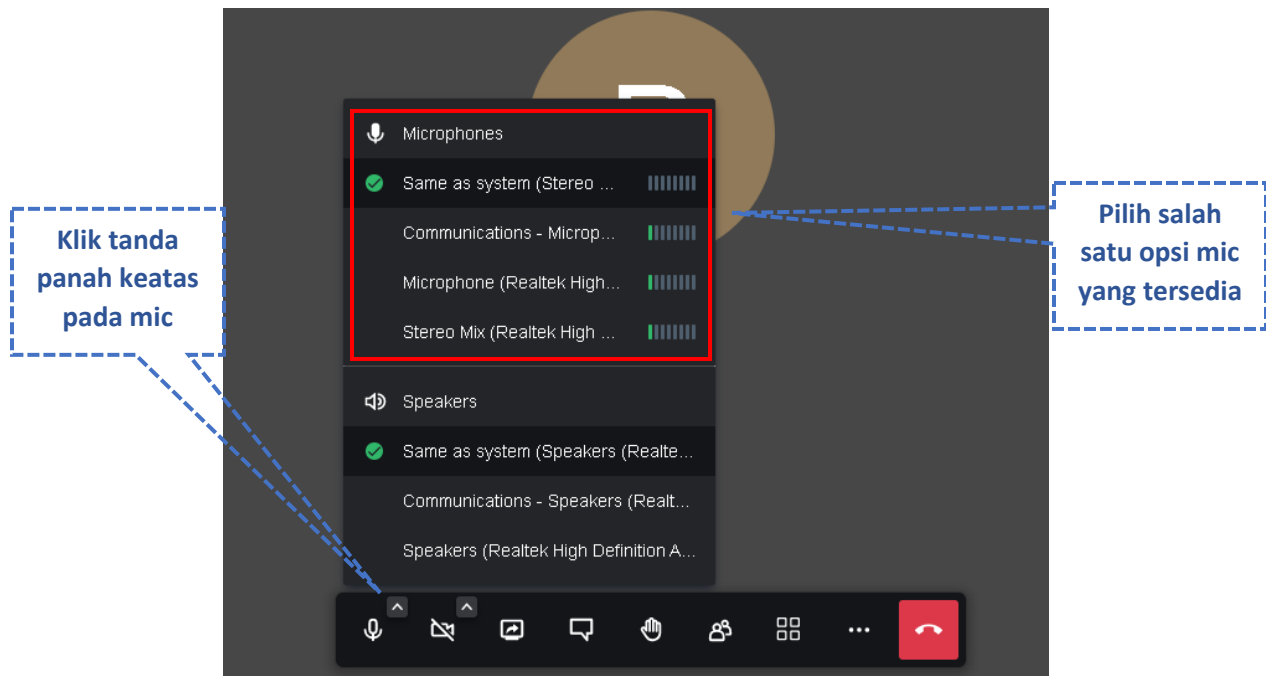 Microphones
Same as system (Stereo ...
Communications - Microp...
Microphone (Realtek High...
Stereo Mix (Realtek High ...
Speakers
Same as system (Speakers (Realte...
Communications - Speakers (Realt...
Speakers (Realtek High Definition A...
Klik tanda
panah keatas
pada mic
Pilih salah
satu opsi mic
yang tersedia